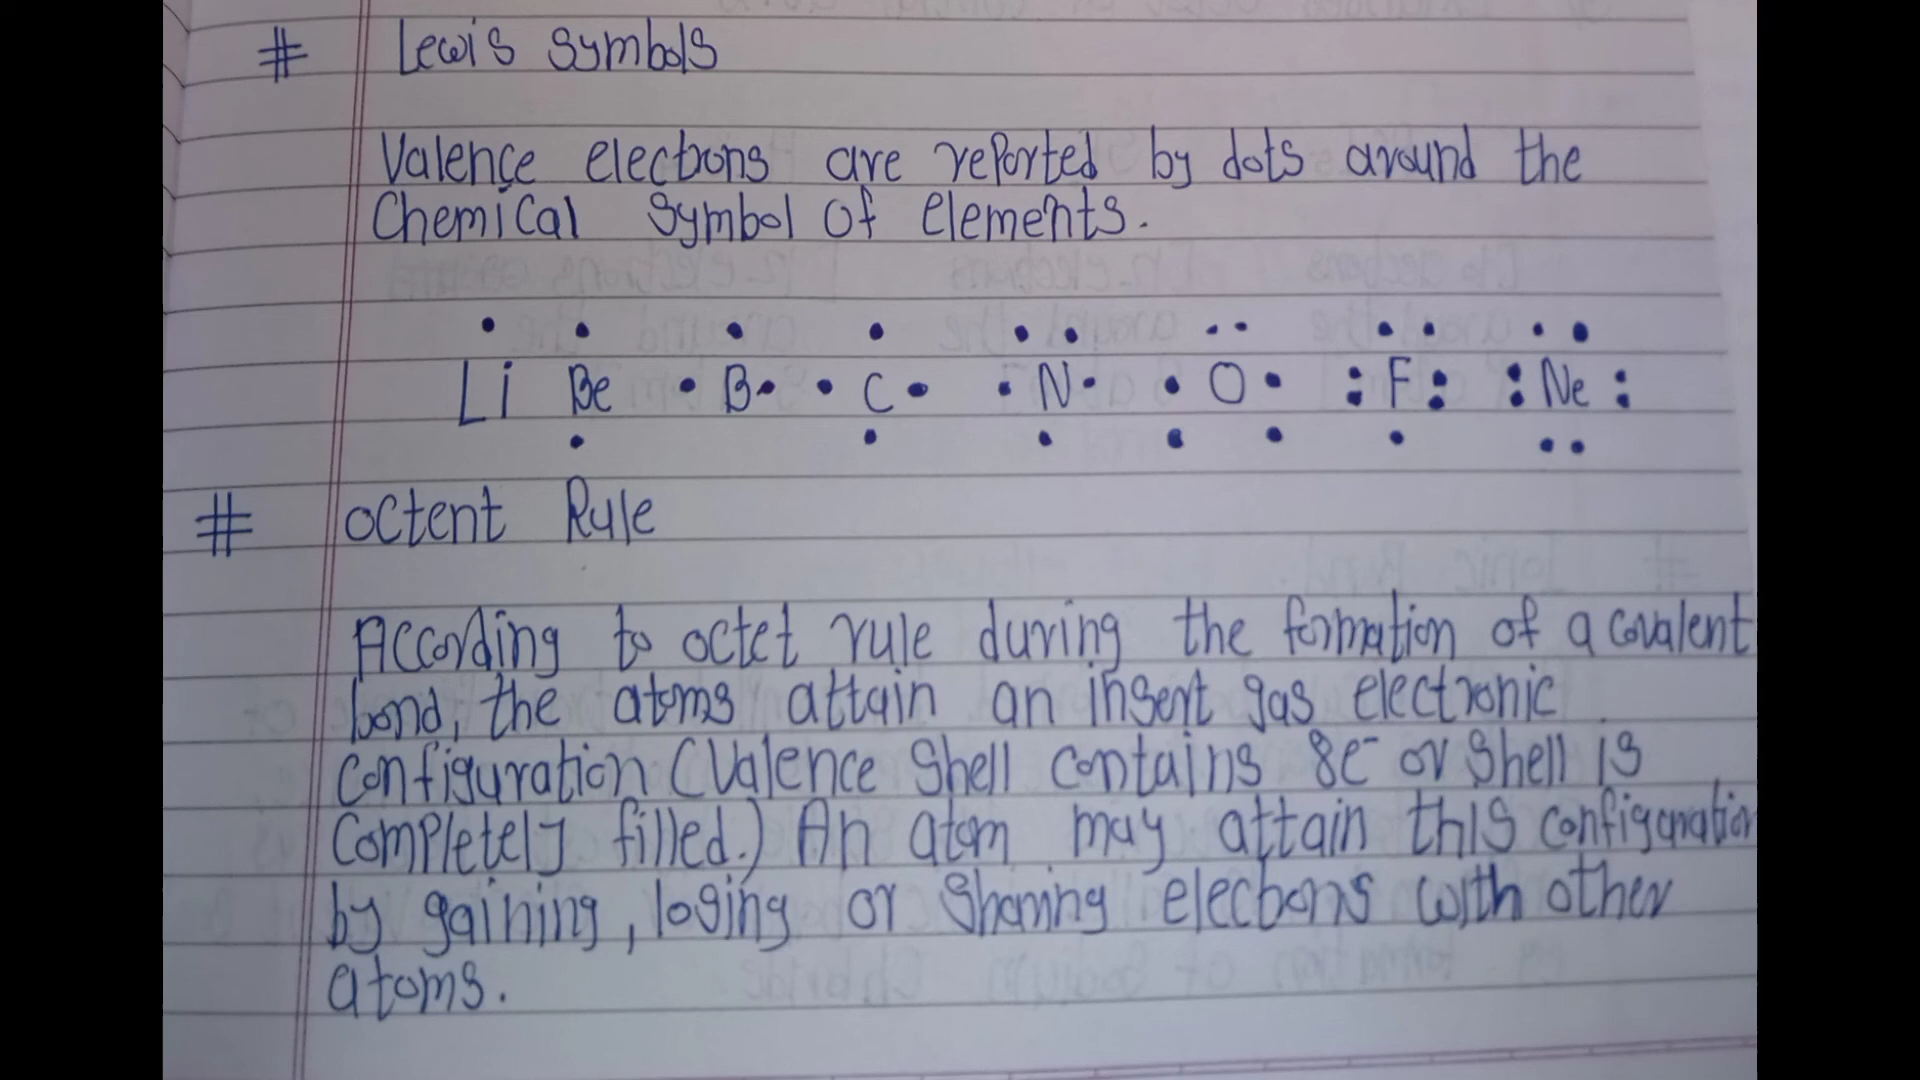 # Lewis Symbols
Valence electrons are reported by dots around the
Chemical Symbol of elements.
Li Be B C N O F Ne
# Octent Rule
According to octet rule during the formation of a covalent
bond, the atoms attain an insert gas electronic
configuration (Valence Shell contains 8e⁻ or Shell is
Completely filled.) An atom may attain this configuration
by gaining, losing or Sharing electrons with other
atoms.